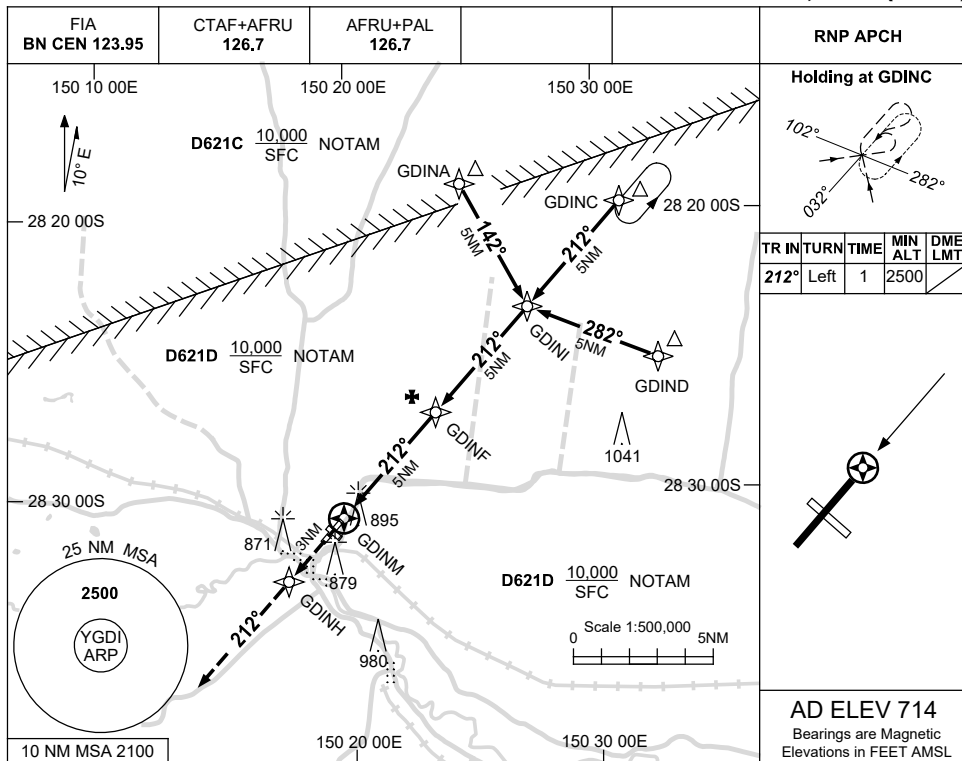 FIA
BN CEN 123.95
CTAF+AFRU
126.7
AFRU+PAL
126.7
RNP APCH
150 10 00E
150 20 00E
150 30 00E
Holding at GDINC
102°
282°
032°
10° E
D621C 10,000 SFC NOTAM
GDINA
GDINC
28 20 00S
28 20 00S
TR IN TURN TIME MIN ALT DME LMT
212° Left 1 2500
142°
5NM
212°
5NM
GDINI
282°
5NM
GDIND
D621D 10,000 SFC NOTAM
212°
5NM
GDINF
1041
212°
5NM
28 30 00S
28 30 00S
895
871
3NM
GDINM
879
25 NM MSA
2500
YGDI
ARP
GDINH
212°
D621D 10,000 SFC NOTAM
Scale 1:500,000
0 5NM
980
10 NM MSA 2100
150 20 00E
150 30 00E
AD ELEV 714
Bearings are Magnetic
Elevations in FEET AMSL